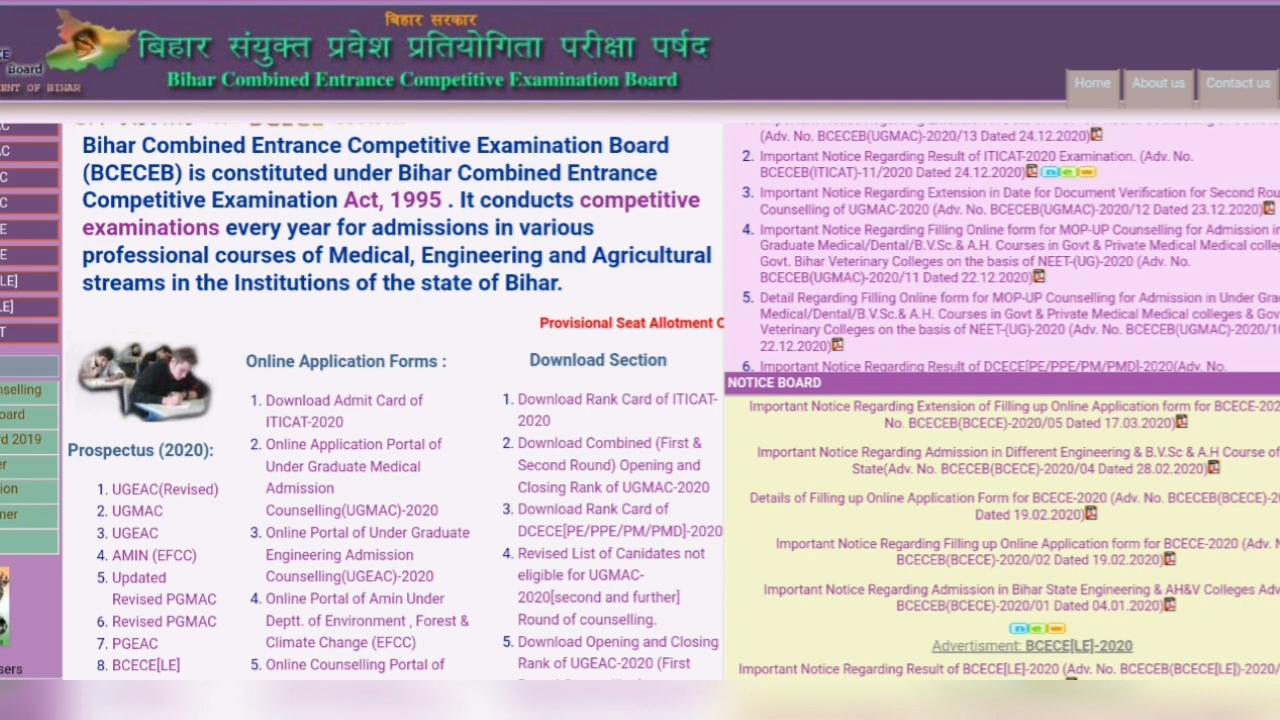 बिहार सरकार
बिहार संयुक्त प्रवेश प्रतियोगिता परीक्षा पर्षद
Bihar Combined Entrance Competitive Examination Board
Board
OF BIHAR
Home
About us
Contact us
Bihar Combined Entrance Competitive Examination Board
(BCECEB) is constituted under Bihar Combined Entrance
Competitive Examination Act, 1995 . It conducts competitive
examinations every year for admissions in various
professional courses of Medical, Engineering and Agricultural
streams in the Institutions of the state of Bihar.
Provisional Seat Allotment
Prospectus (2020):
1. UGEAC(Revised)
2. UGMAC
3. UGEAC
4. AMIN (EFCC)
5. Updated
Revised PGMAC
6. Revised PGMAC
7. PGEAC
8. BCECE[LE]
Online Application Forms :
1. Download Admit Card of
ITICAT-2020
2. Online Application Portal of
Under Graduate Medical
Admission
Counselling(UGMAC)-2020
3. Online Portal of Under Graduate
Engineering Admission
Counselling(UGEAC)-2020
4. Online Portal of Amin Under
Deptt. of Environment , Forest &
Climate Change (EFCC)
5. Online Counselling Portal of
Download Section
1. Download Rank Card of ITICAT-
2020
2. Download Combined (First &
Second Round) Opening and
Closing Rank of UGMAC-2020
3. Download Rank Card of
DCECE[PE/PPE/PM/PMD]-2020
4. Revised List of Canidates not
eligible for UGMAC-
2020[second and further]
Round of counselling.
5. Download Opening and Closing
Rank of UGEAC-2020 (First
(Adv. No. BCECEB(UGMAC)-2020/13 Dated 24.12.2020)
2. Important Notice Regarding Result of ITICAT-2020 Examination. (Adv. No.
BCECEB(ITICAT)-11/2020 Dated 24.12.2020) new
3. Important Notice Regarding Extension in Date for Document Verification for Second
Counselling of UGMAC-2020 (Adv. No. BCECEB(UGMAC)-2020/12 Dated 23.12.2020)
4. Important Notice Regarding Filling Online form for MOP-UP Counselling for Admission in
Graduate Medical/Dental/B.V.Sc.& A.H. Courses in Govt & Private Medical Medical
Govt. Bihar Veterinary Colleges on the basis of NEET-(UG)-2020 (Adv. No.
BCECEB(UGMAC)-2020/11 Dated 22.12.2020)
5. Detail Regarding Filling Online form for MOP-UP Counselling for Admission in Under
Medical/Dental/B.V.Sc.& A.H. Courses in Govt & Private Medical Medical colleges &
Veterinary Colleges on the basis of NEET-(UG)-2020 (Adv. No. BCECEB(UGMAC)-2020/
22.12.2020)
6. Important Notice Regarding Result of DCECE[PE/PPE/PM/PMD]-2020(Adv. No.
NOTICE BOARD
Important Notice Regarding Extension of Filling up Online Application form for
No. BCECEB(BCECE)-2020/05 Dated 17.03.2020)
Important Notice Regarding Admission in Different Engineering & B.V.Sc & A.H Course of
State(Adv. No. BCECEB(BCECE)-2020/04 Dated 28.02.2020)
Details of Filling up Online Application Form for BCECE-2020 (Adv. No.
Dated 19.02.2020)
Important Notice Regarding Filling up Online Application form for BCECE-2020 (Adv.
BCECEB(BCECE)-2020/02 Dated 19.02.2020)
Important Notice Regarding Admission in Bihar State Engineering & AH&V Colleges
BCECEB(BCECE)-2020/01 Dated 04.01.2020)
new
Advertisment: BCECE[LE]-2020
Important Notice Regarding Result of BCECE[LE]-2020 (Adv. No. BCECEB(BCECE[LE])-2020/